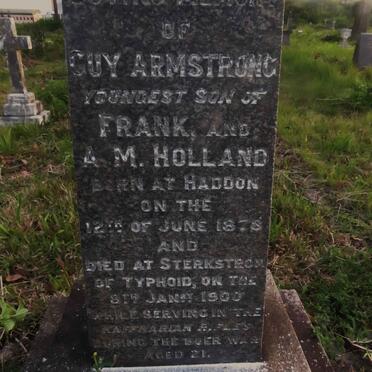 OF
GUY ARMSTRONG
YOUNGEST SON OF
FRANK, AND
A. M. HOLLAND
BORN AT HADDON
ON THE
12TH OF JUNE 1878
AND
DIED AT STERKSTROM
OF TYPHOID, ON THE
8TH JANRY 1900
WHILE SERVING IN THE
KAFFRARIAN RIFLES
DURING THE BOER WAR
AGED 21.